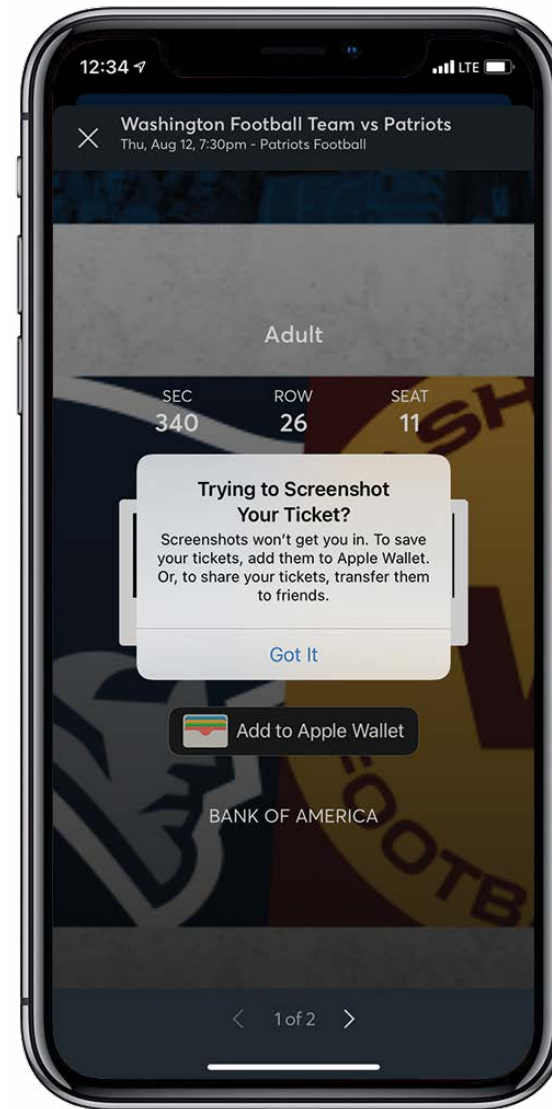 12:34
LTE
Washington Football Team vs Patriots
Thu, Aug 12, 7:30pm - Patriots Football
Adult
SEC ROW SEAT
340 26 11
Trying to Screenshot
Your Ticket?
Screenshots won't get you in. To save
your tickets, add them to Apple Wallet.
Or, to share your tickets, transfer them
to friends.
Got It
Add to Apple Wallet
BANK OF AMERICA
FOOTB
1 of 2